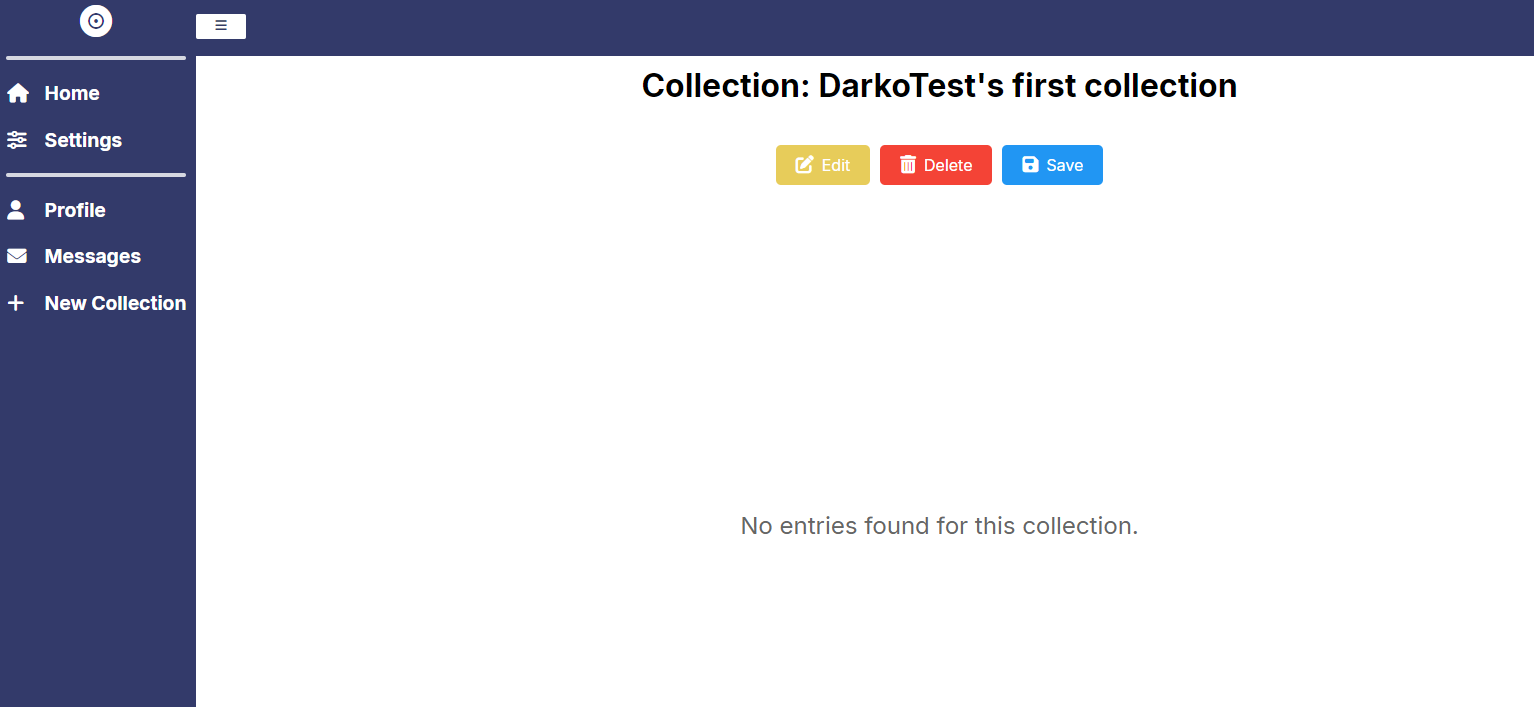 Home
Settings
Profile
Messages
New Collection
Collection: DarkoTest's first collection
Edit Delete Save
No entries found for this collection.